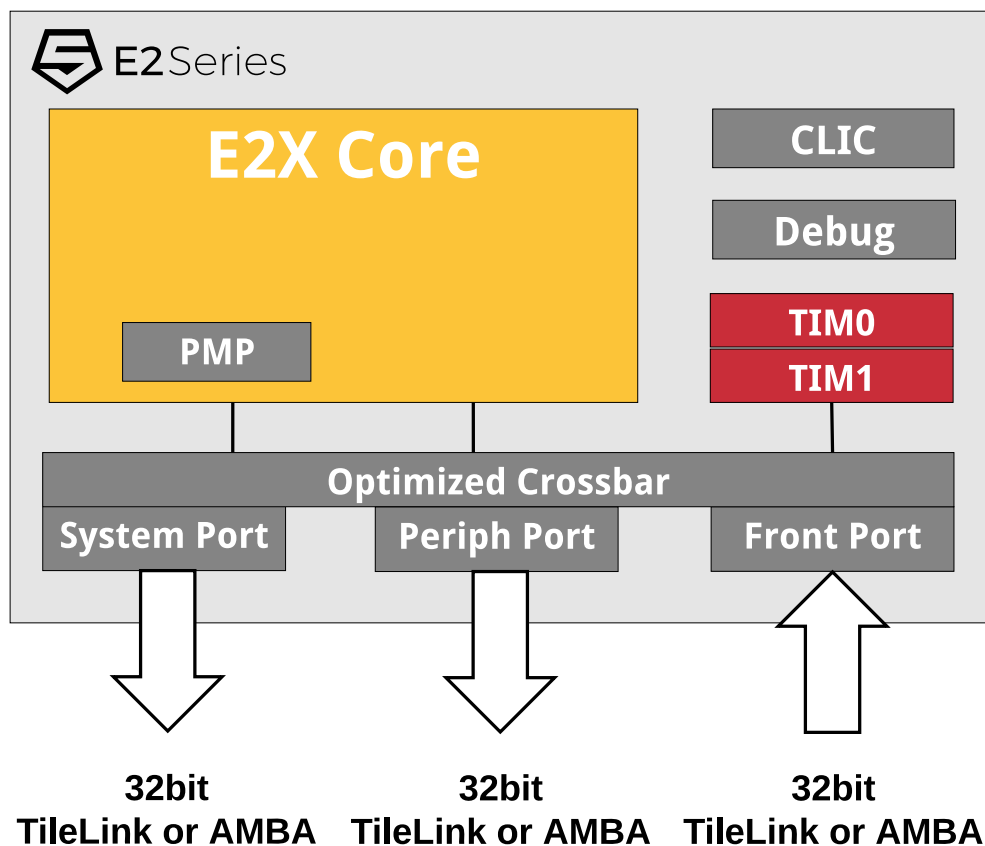 E2Series
E2X Core
CLIC
Debug
PMP
TIM0
TIM1
Optimized Crossbar
System Port
Periph Port
Front Port
32bit
TileLink or AMBA
32bit
TileLink or AMBA
32bit
TileLink or AMBA